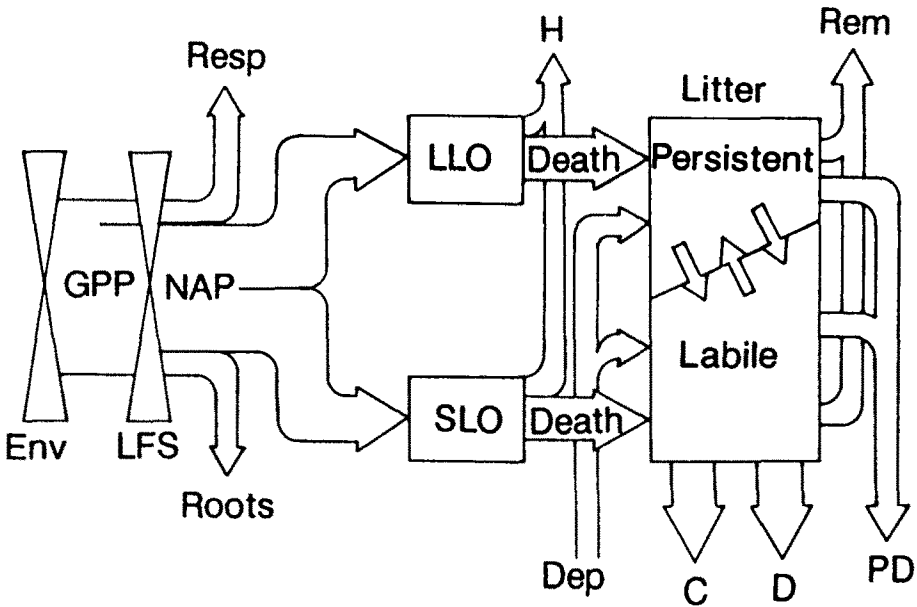 H
Rem
Resp
Litter
LLO
Death
Persistent
GPP
NAP
Labile
SLO
Death
Env
LFS
Roots
Dep
C
D
PD